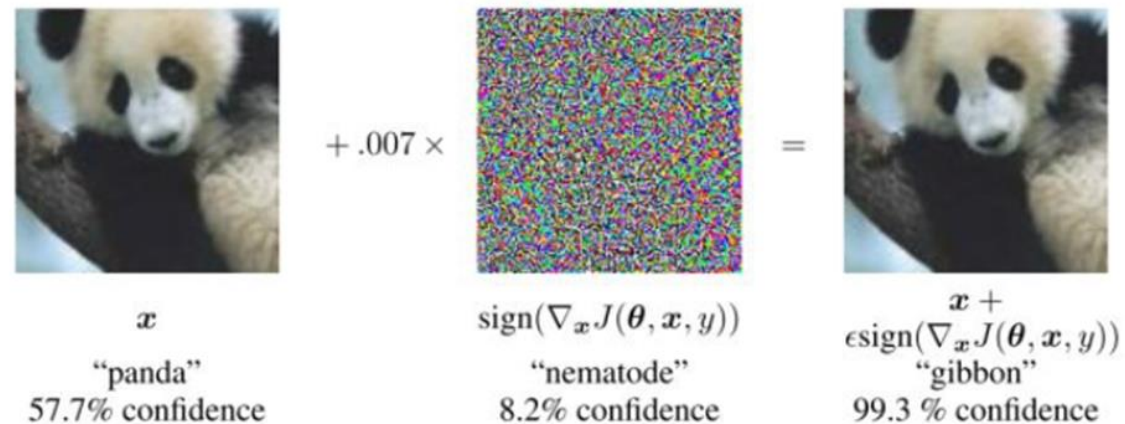 + .007 ×
=
x
sign(∇ₓJ(θ, x, y))
x +
ϵsign(∇ₓJ(θ, x, y))
“panda”
“nematode”
“gibbon”
57.7% confidence
8.2% confidence
99.3 % confidence